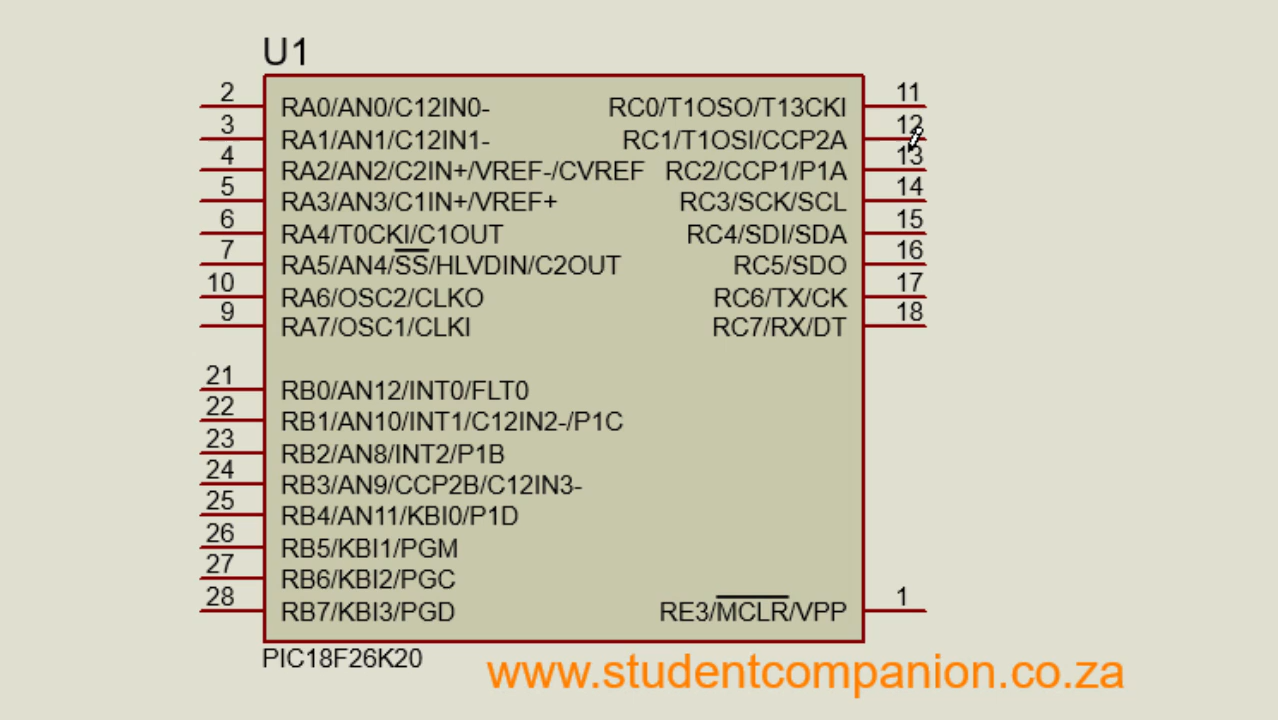 U1
2 RA0/AN0/C12IN0- RC0/T1OSO/T13CKI 11
3 RA1/AN1/C12IN1- RC1/T1OSI/CCP2A 12
4 RA2/AN2/C2IN+/VREF-/CVREF RC2/CCP1/P1A 13
5 RA3/AN3/C1IN+/VREF+ RC3/SCK/SCL 14
6 RA4/T0CKI/C1OUT RC4/SDI/SDA 15
7 RA5/AN4/SS/HLVDIN/C2OUT RC5/SDO 16
10 RA6/OSC2/CLKO RC6/TX/CK 17
9 RA7/OSC1/CLKI RC7/RX/DT 18
21 RB0/AN12/INT0/FLT0
22 RB1/AN10/INT1/C12IN2-/P1C
23 RB2/AN8/INT2/P1B
24 RB3/AN9/CCP2B/C12IN3-
25 RB4/AN11/KBI0/P1D
26 RB5/KBI1/PGM
27 RB6/KBI2/PGC
28 RB7/KBI3/PGD RE3/MCLR/VPP 1
PIC18F26K20
www.studentcompanion.co.za